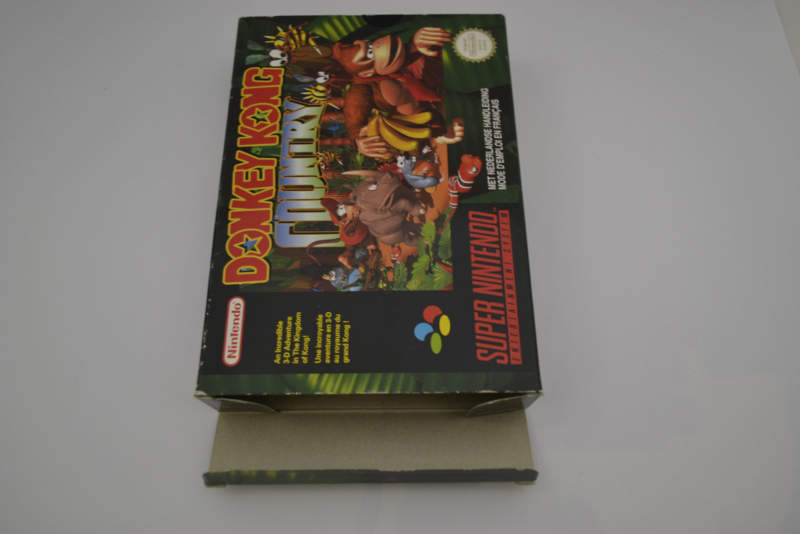 DONKEY KONG
COUNTRY
Nintendo
An Incredible
3-D Adventure
in The Kingdom
of Kong!
Une incroyable
aventure en 3-D
au royaume du
grand Kong !
MET NEDERLANDSE HANDLEIDING
MODE D'EMPLOI EN FRANÇAIS
SUPER NINTENDO
ENTERTAINMENT SYSTEM